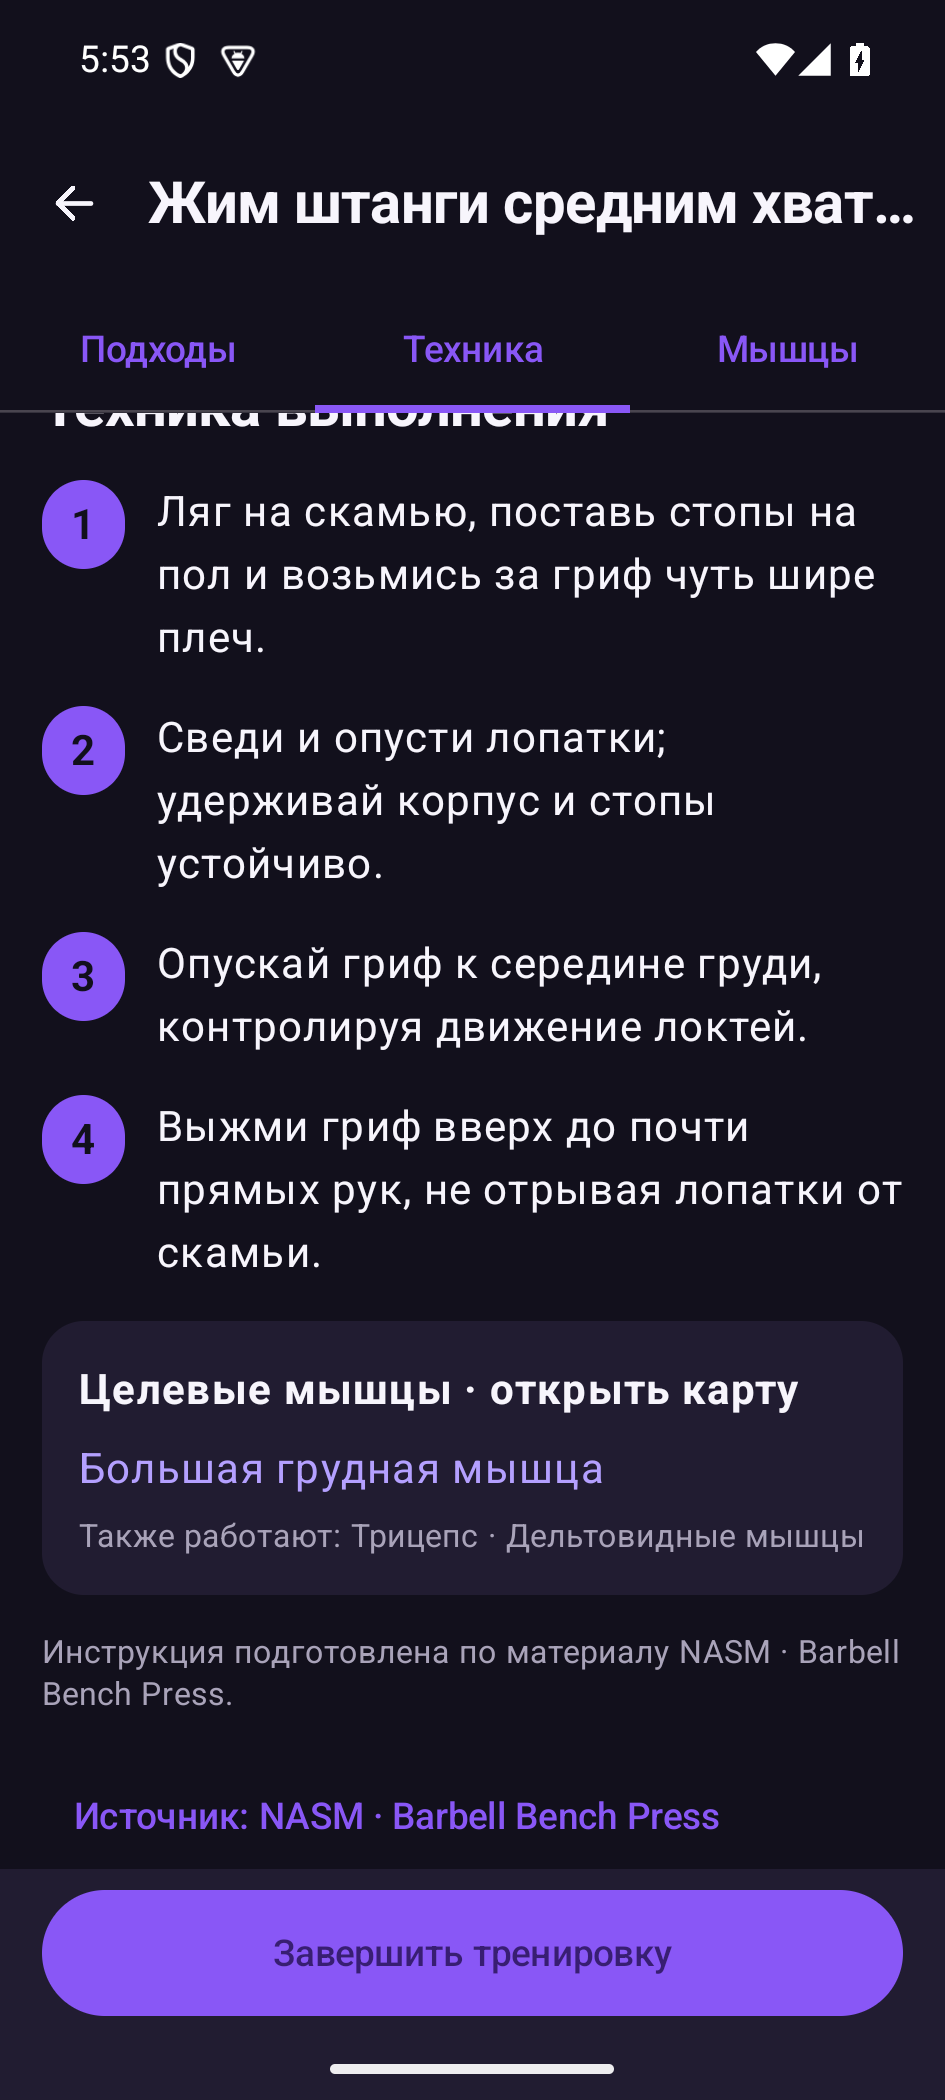 5:53
Жим штанги средним хват...
Подходы
Техника
Мышцы
Техника выполнения
1
Ляг на скамью, поставь стопы на
пол и возьмись за гриф чуть шире
плеч.
2
Сведи и опусти лопатки;
удерживай корпус и стопы
устойчиво.
3
Опускай гриф к середине груди,
контролируя движение локтей.
4
Выжми гриф вверх до почти
прямых рук, не отрывая лопатки от
скамьи.
Целевые мышцы · открыть карту
Большая грудная мышца
Также работают: Трицепс · Дельтовидные мышцы
Инструкция подготовлена по материалу NASM · Barbell
Bench Press.
Источник: NASM · Barbell Bench Press
Завершить тренировку